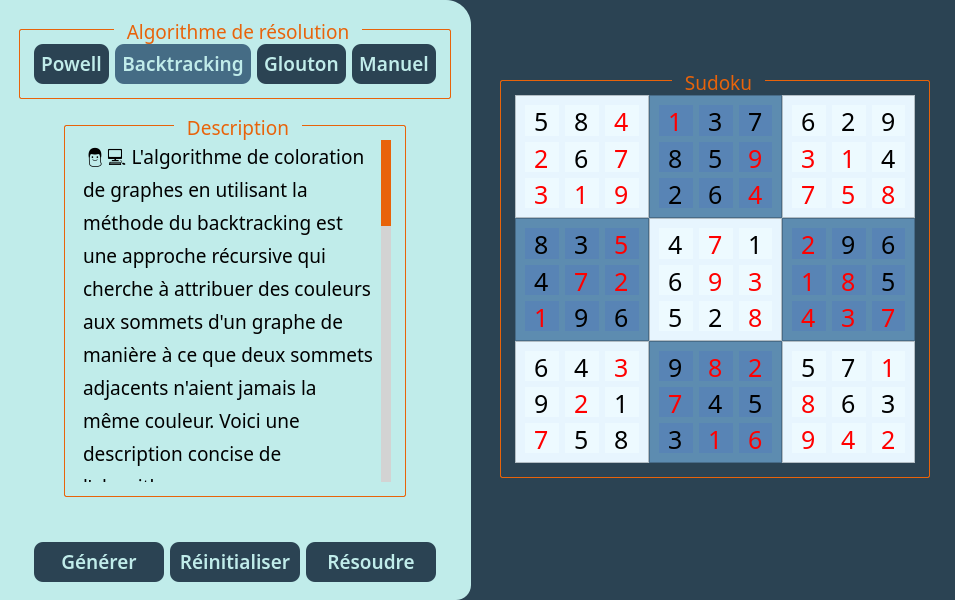 Algorithme de résolution
Powell Backtracking Glouton Manuel
Description
L'algorithme de coloration
de graphes en utilisant la
méthode du backtracking est
une approche récursive qui
cherche à attribuer des couleurs
aux sommets d'un graphe de
manière à ce que deux sommets
adjacents n'aient jamais la
même couleur. Voici une
description concise de
Générer Réinitialiser Résoudre
Sudoku
5 8 4 1 3 7 6 2 9
2 6 7 8 5 9 3 1 4
3 1 9 2 6 4 7 5 8
8 3 5 4 7 1 2 9 6
4 7 2 6 9 3 1 8 5
1 9 6 5 2 8 4 3 7
6 4 3 9 8 2 5 7 1
9 2 1 7 4 5 8 6 3
7 5 8 3 1 6 9 4 2